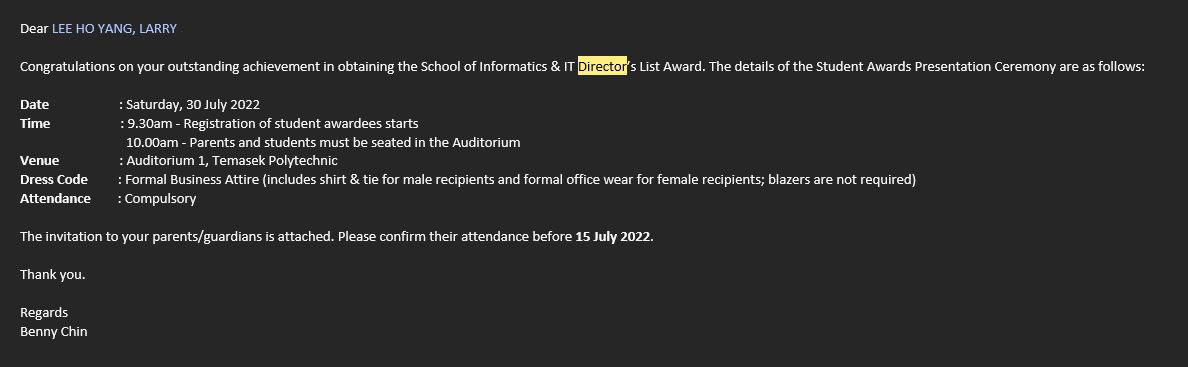 Dear LEE HO YANG, LARRY
Congratulations on your outstanding achievement in obtaining the School of Informatics & IT Director's List Award. The details of the Student Awards Presentation Ceremony are as follows:
Date : Saturday, 30 July 2022
Time : 9.30am - Registration of student awardees starts
10.00am - Parents and students must be seated in the Auditorium
Venue : Auditorium 1, Temasek Polytechnic
Dress Code : Formal Business Attire (includes shirt & tie for male recipients and formal office wear for female recipients; blazers are not required)
Attendance : Compulsory
The invitation to your parents/guardians is attached. Please confirm their attendance before 15 July 2022.
Thank you.
Regards
Benny Chin